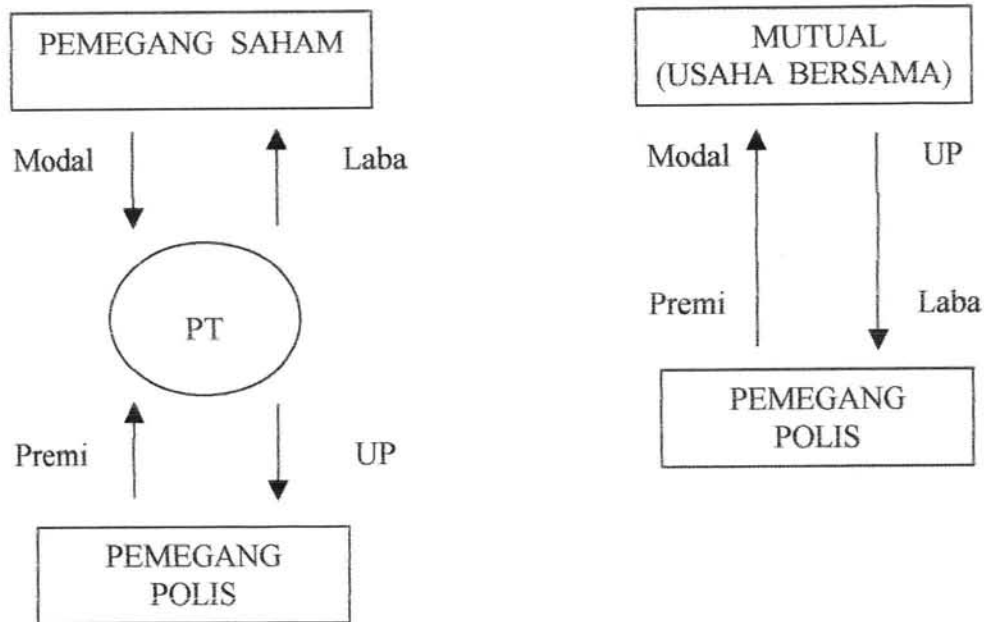 PEMEGANG SAHAM
Modal
Laba
PT
Premi
UP
PEMEGANG
POLIS
MUTUAL
(USAHA BERSAMA)
Modal
UP
Premi
Laba
PEMEGANG
POLIS